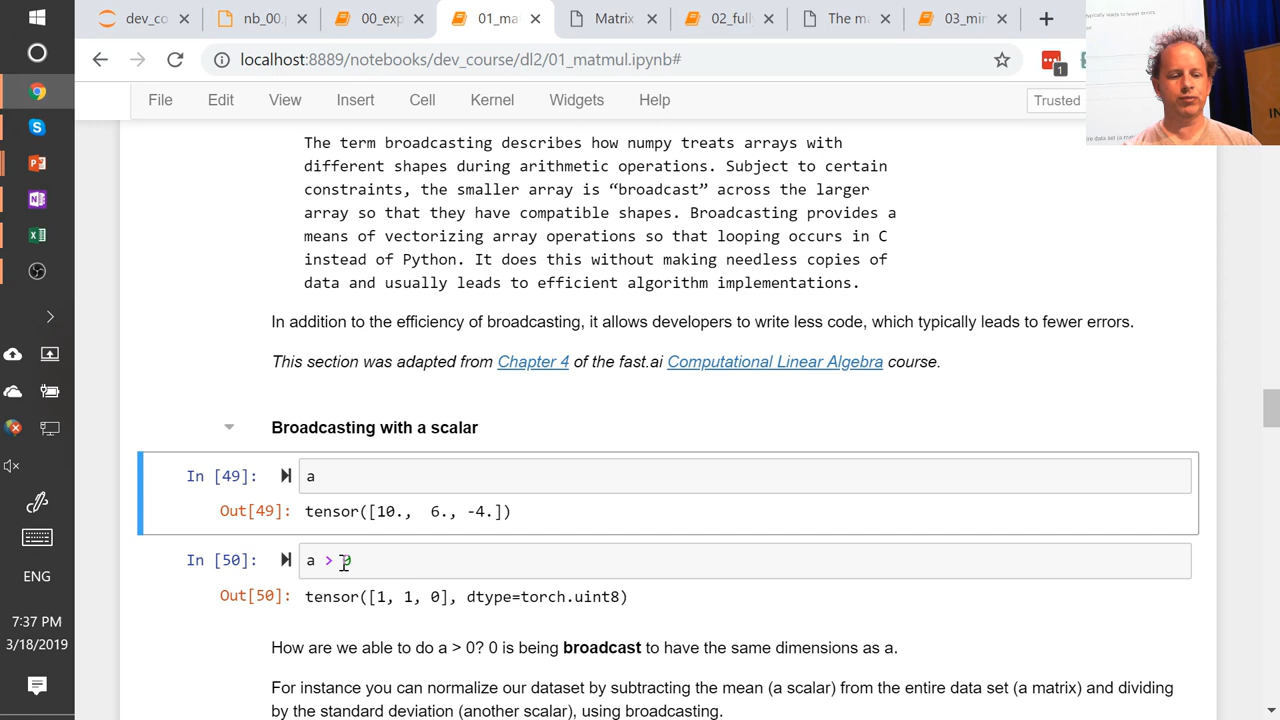 dev_co
nb_00.
00_exp
01_mat
Matrix
02_fully
The ma
03_min
localhost:8889/notebooks/dev_course/dl2/01_matmul.ipynb#
1
File Edit View Insert Cell Kernel Widgets Help
Trusted
The term broadcasting describes how numpy treats arrays with
different shapes during arithmetic operations. Subject to certain
constraints, the smaller array is “broadcast” across the larger
array so that they have compatible shapes. Broadcasting provides a
means of vectorizing array operations so that looping occurs in C
instead of Python. It does this without making needless copies of
data and usually leads to efficient algorithm implementations.
In addition to the efficiency of broadcasting, it allows developers to write less code, which typically leads to fewer errors.
This section was adapted from Chapter 4 of the fast.ai Computational Linear Algebra course.
Broadcasting with a scalar
In [49]: a
Out[49]: tensor([10., 6., -4.])
In [50]: a > 0
Out[50]: tensor([1, 1, 0], dtype=torch.uint8)
How are we able to do a > 0? 0 is being broadcast to have the same dimensions as a.
For instance you can normalize our dataset by subtracting the mean (a scalar) from the entire data set (a matrix) and dividing
by the standard deviation (another scalar), using broadcasting.
ENG
7:37 PM
3/18/2019